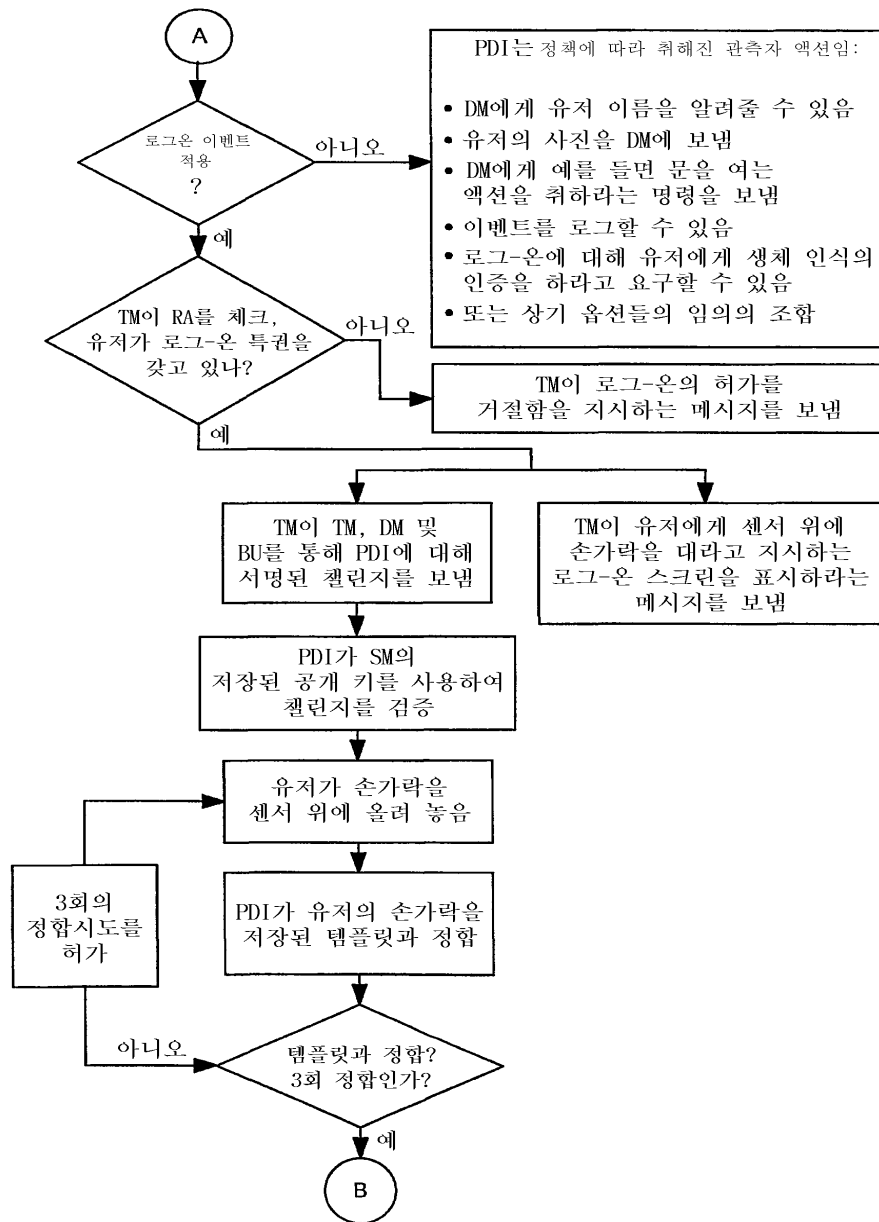 A
로그온 이벤트
적용
?
아니오
예
PDI는 정책에 따라 취해진 관측자 액션임:
• DM에게 유저 이름을 알려줄 수 있음
• 유저의 사진을 DM에 보냄
• DM에게 예를 들면 문을 여는
액션을 취하라는 명령을 보냄
• 이벤트를 로그할 수 있음
• 로그-온에 대해 유저에게 생체 인식의
인증을 하라고 요구할 수 있음
• 또는 상기 옵션들의 임의의 조합
TM이 RA를 체크,
유저가 로그-온 특권을
갖고 있나?
아니오
예
TM이 로그-온의 허가를
거절함을 지시하는 메시지를 보냄
TM이 TM, DM 및
BU를 통해 PDI에 대해
서명된 챌린지를 보냄
TM이 유저에게 센서 위에
손가락을 대라고 지시하는
로그-온 스크린을 표시하라는
메시지를 보냄
PDI가 SM의
저장된 공개 키를 사용하여
챌린지를 검증
유저가 손가락을
센서 위에 올려 놓음
3회의
정합시도를
허가
PDI가 유저의 손가락을
저장된 템플릿과 정합
아니오
템플릿과 정합?
3회 정합인가?
예
B